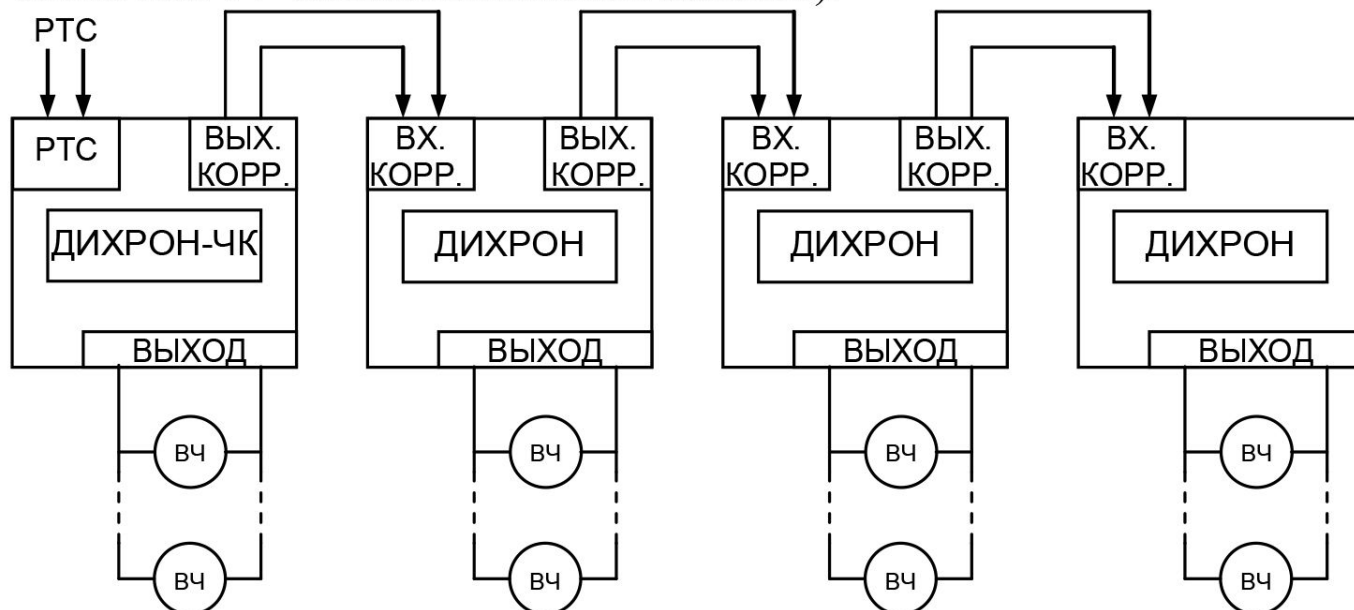 РТС
РТС
ВЫХ.
КОРР.
ВХ.
КОРР.
ВЫХ.
КОРР.
ВХ.
КОРР.
ВЫХ.
КОРР.
ВХ.
КОРР.
ДИХРОН-ЧК
ДИХРОН
ДИХРОН
ДИХРОН
ВЫХОД
ВЫХОД
ВЫХОД
ВЫХОД
ВЧ
ВЧ
ВЧ
ВЧ
ВЧ
ВЧ
ВЧ
ВЧ